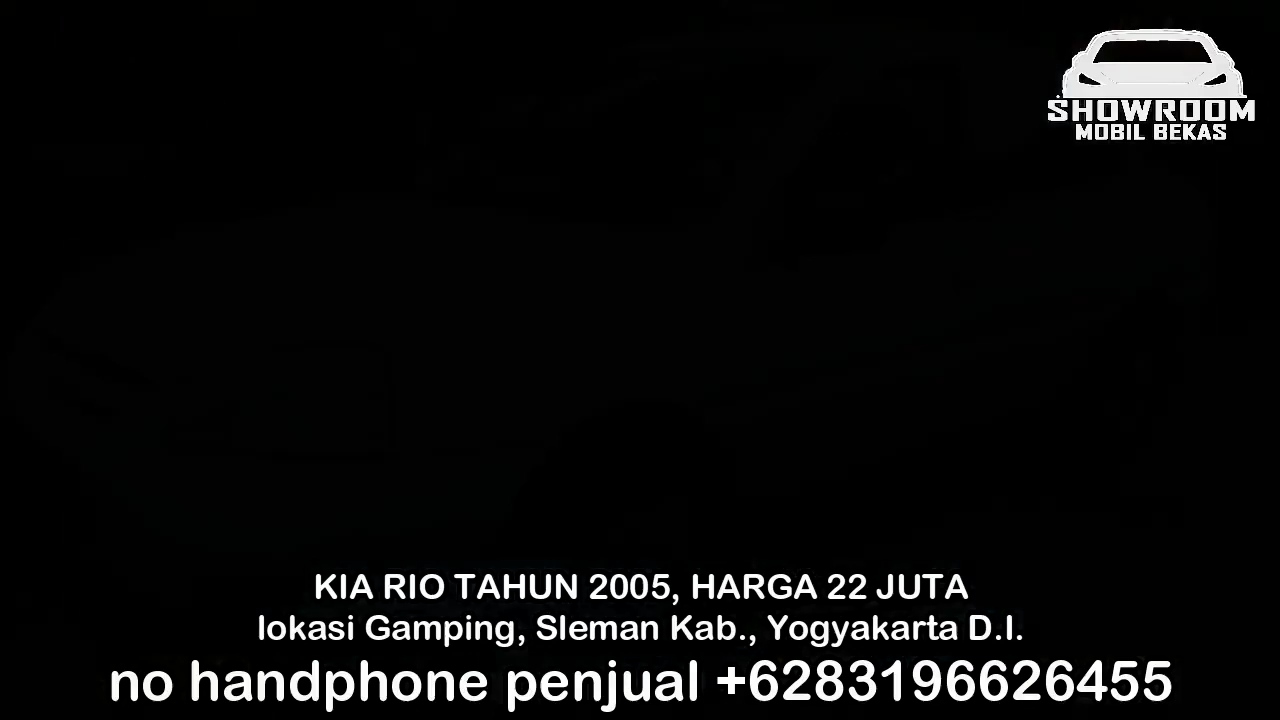 SHOWROOM
MOBIL BEKAS
KIA RIO TAHUN 2005, HARGA 22 JUTA
lokasi Gamping, Sleman Kab., Yogyakarta D.I.
no handphone penjual +6283196626455